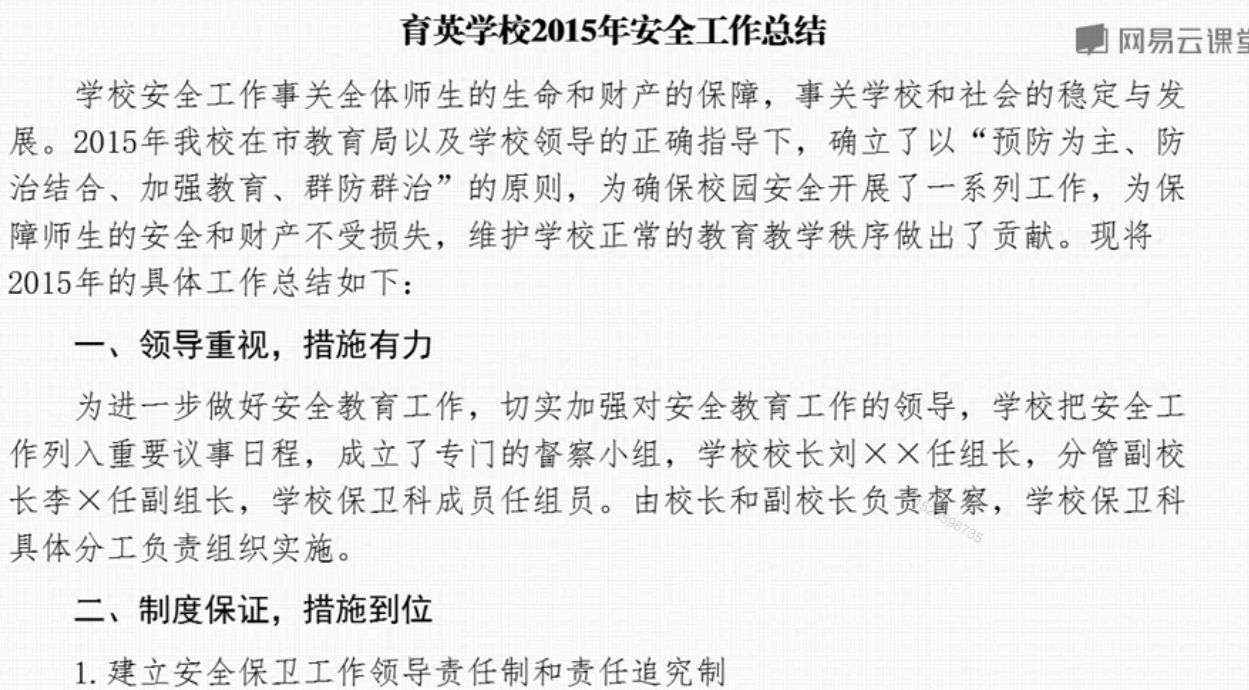 育英学校2015年安全工作总结
网易云课堂
学校安全工作事关全体师生的生命和财产的保障，事关学校和社会的稳定与发
展。2015年我校在市教育局以及学校领导的正确指导下，确立了以“预防为主、防
治结合、加强教育、群防群治”的原则，为确保校园安全开展了一系列工作，为保
障师生的安全和财产不受损失，维护学校正常的教育教学秩序做出了贡献。现将
2015年的具体工作总结如下：
一、领导重视，措施有力
为进一步做好安全教育工作，切实加强对安全教育工作的领导，学校把安全工
作列入重要议事日程，成立了专门的督察小组，学校校长刘××任组长，分管副校
长李×任副组长，学校保卫科成员任组员。由校长和副校长负责督察，学校保卫科
具体分工负责组织实施。
二、制度保证，措施到位
1. 建立安全保卫工作领导责任制和责任追究制